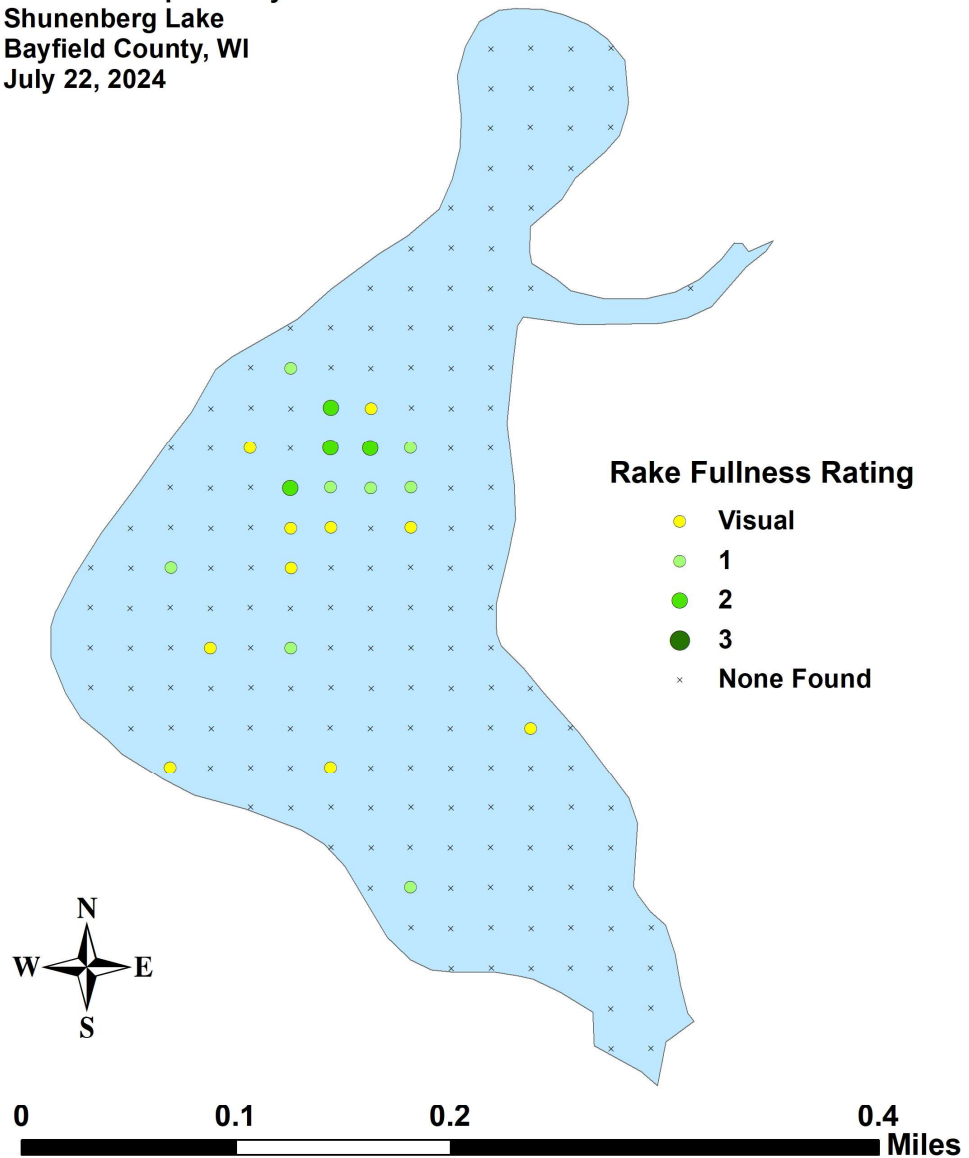 Shunenberg Lake
Bayfield County, WI
July 22, 2024
Rake Fullness Rating
Visual
1
2
3
None Found
N
W E
S
0 0.1 0.2 0.4
Miles